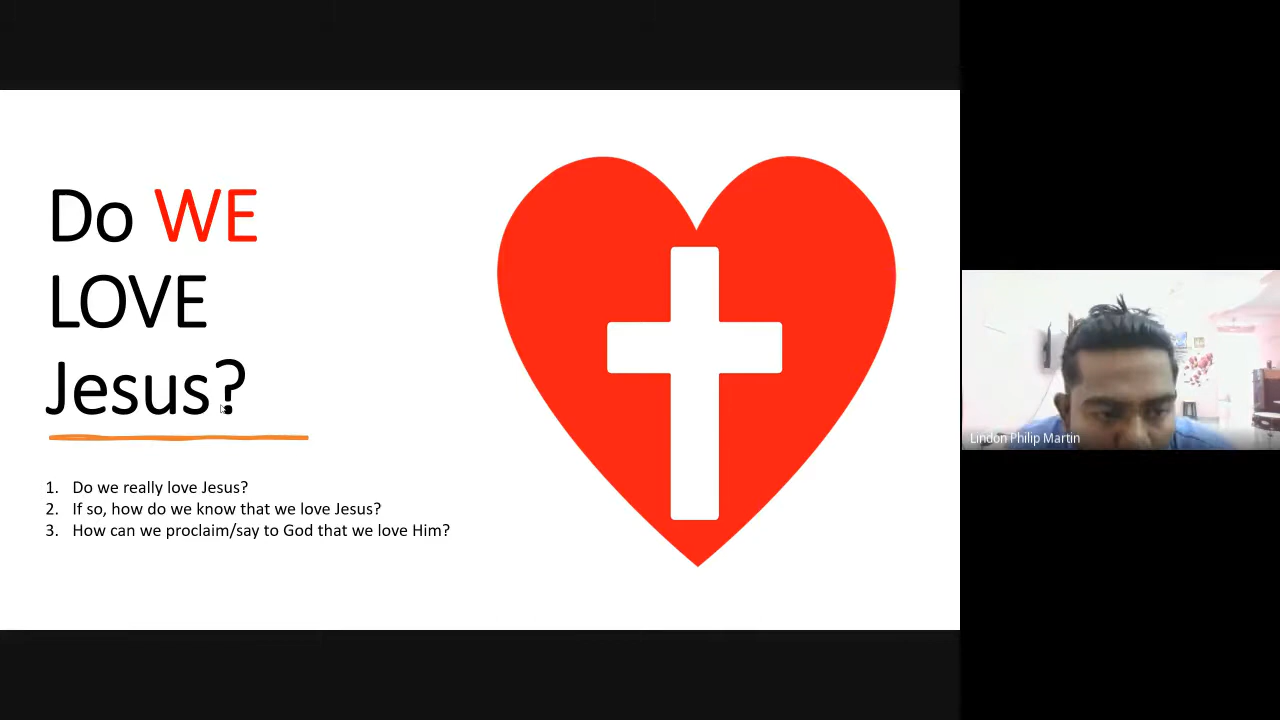 Do WE
LOVE
Jesus?
1. Do we really love Jesus?
2. If so, how do we know that we love Jesus?
3. How can we proclaim/say to God that we love Him?
Lindon Philip Martin